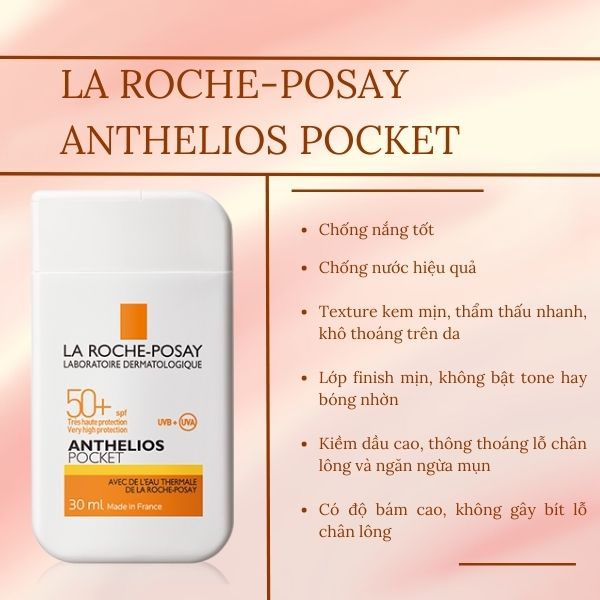 LA ROCHE-POSAY
ANTHELIOS POCKET
LA ROCHE-POSAY
LABORATOIRE DERMATOLOGIQUE
50+ spf
Très haute protection
Very high protection
UVB + UVA
ANTHELIOS
POCKET
AVEC DE L'EAU THERMALE
DE LA ROCHE-POSAY
30 ml Made in France
• Chống nắng tốt
• Chống nước hiệu quả
• Texture kem mịn, thẩm thấu nhanh,
khô thoáng trên da
• Lớp finish mịn, không bật tone hay
bóng nhờn
• Kiềm dầu cao, thông thoáng lỗ chân
lông và ngăn ngừa mụn
• Có độ bám cao, không gây bít lỗ
chân lông